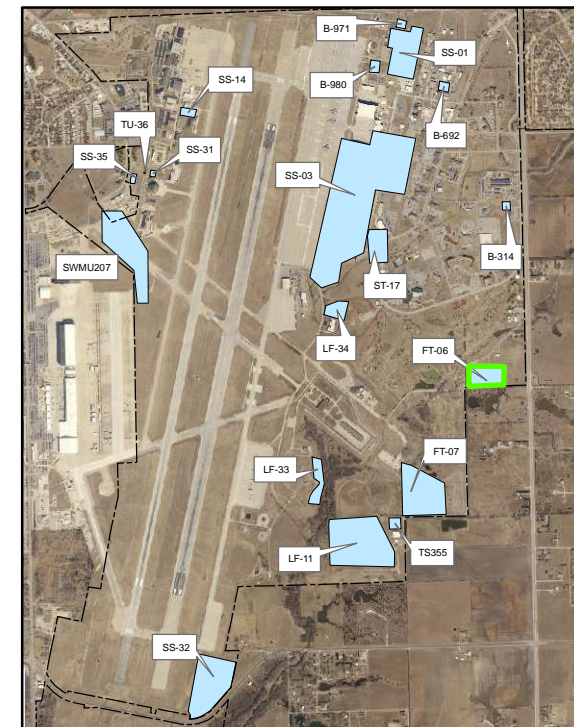 B-971
SS-01
B-980
SS-14
B-692
TU-36
SS-31
SS-35
SS-03
B-314
SWMU207
ST-17
LF-34
FT-06
FT-07
LF-33
TS355
LF-11
SS-32